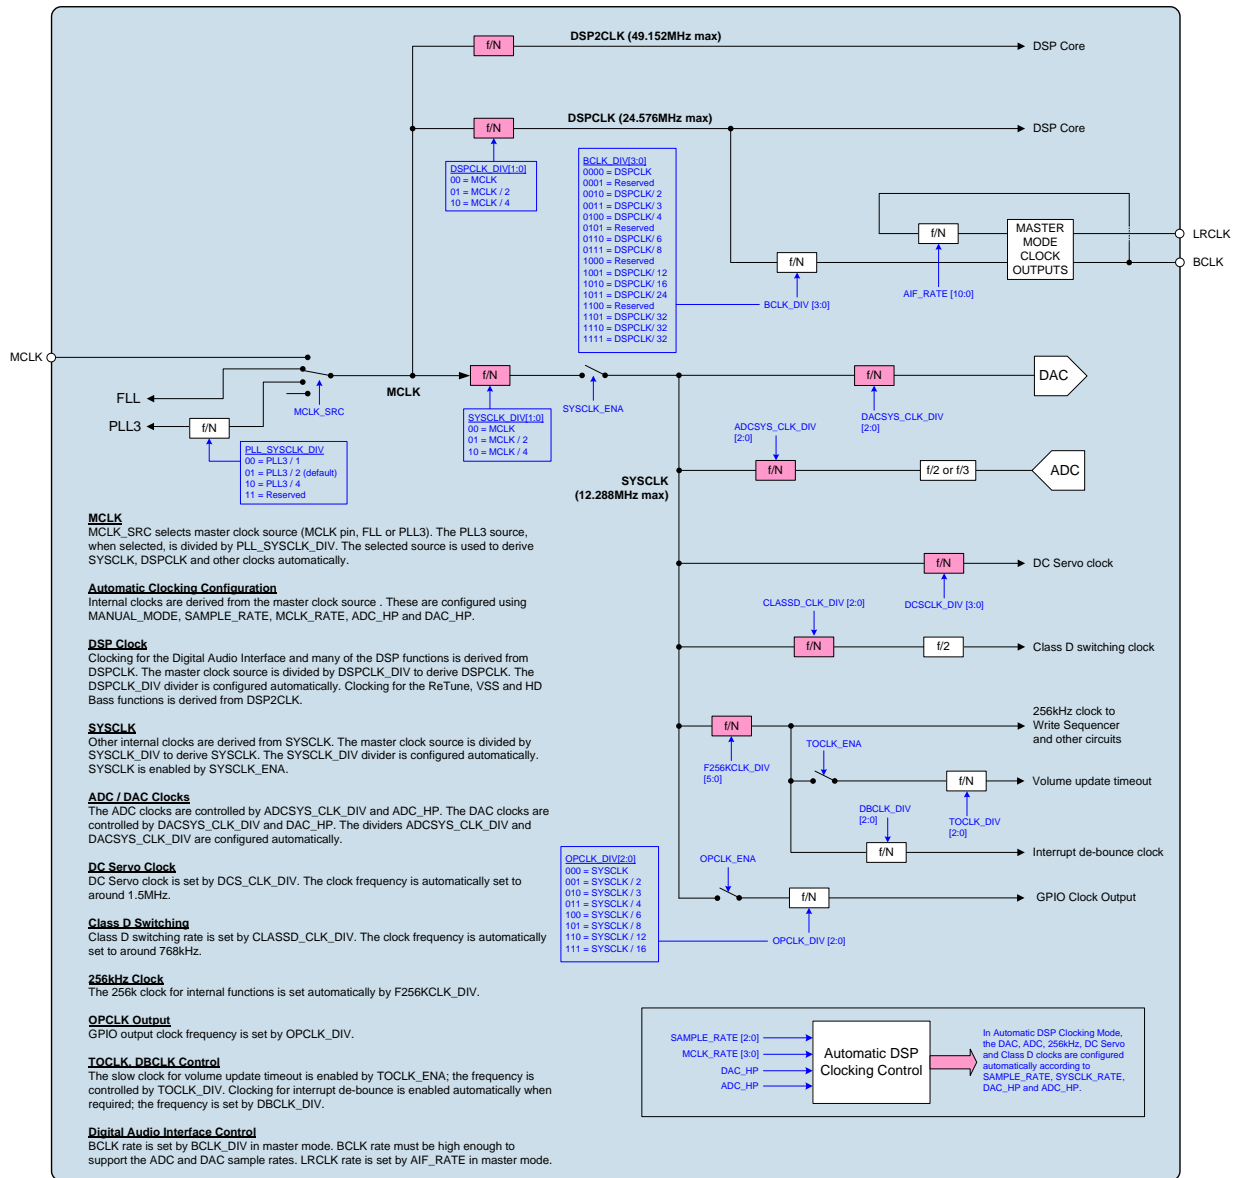 DSP2CLK (49.152MHz max)
f/N
DSP Core
DSPCLK (24.576MHz max)
f/N
DSP Core
DSPCLK_DIV[1:0]
00 = MCLK
01 = MCLK / 2
10 = MCLK / 4
BCLK_DIV[3:0]
0000 = DSPCLK
0001 = Reserved
0010 = DSPCLK/ 2
0011 = DSPCLK/ 3
0100 = DSPCLK/ 4
0101 = Reserved
0110 = DSPCLK/ 6
0111 = DSPCLK/ 8
1000 = Reserved
1001 = DSPCLK/ 12
1010 = DSPCLK/ 16
1011 = DSPCLK/ 24
1100 = Reserved
1101 = DSPCLK/ 32
1110 = DSPCLK/ 32
1111 = DSPCLK/ 32
f/N
BCLK_DIV [3:0]
f/N
AIF_RATE [10:0]
MASTER
MODE
CLOCK
OUTPUTS
LRCLK
BCLK
MCLK
FLL
PLL3
f/N
MCLK_SRC
MCLK
PLL_SYSCLK_DIV
00 = PLL3 / 1
01 = PLL3 / 2 (default)
10 = PLL3 / 4
11 = Reserved
f/N
SYSCLK_DIV[1:0]
00 = MCLK
01 = MCLK / 2
10 = MCLK / 4
SYSCLK_ENA
f/N
DACSYS_CLK_DIV
[2:0]
DAC
ADCSYS_CLK_DIV
[2:0]
f/N
f/2 or f/3
ADC
SYSCLK
(12.288MHz max)
f/N
DC Servo clock
DCSCLK_DIV [3:0]
CLASSD_CLK_DIV [2:0]
f/N
f/2
Class D switching clock
f/N
F256KCLK_DIV
[5:0]
256kHz clock to
Write Sequencer
and other circuits
TOCLK_ENA
f/N
Volume update timeout
TOCLK_DIV
[2:0]
DBCLK_DIV
[2:0]
f/N
Interrupt de-bounce clock
OPCLK_DIV[2:0]
000 = SYSCLK
001 = SYSCLK / 2
010 = SYSCLK / 3
011 = SYSCLK / 4
100 = SYSCLK / 6
101 = SYSCLK / 8
110 = SYSCLK / 12
111 = SYSCLK / 16
OPCLK_ENA
f/N
GPIO Clock Output
OPCLK_DIV [2:0]
MCLK
MCLK_SRC selects master clock source (MCLK pin, FLL or PLL3). The PLL3 source,
when selected, is divided by PLL_SYSCLK_DIV. The selected source is used to derive
SYSCLK, DSPCLK and other clocks automatically.
Automatic Clocking Configuration
Internal clocks are derived from the master clock source . These are configured using
MANUAL_MODE, SAMPLE_RATE, MCLK_RATE, ADC_HP and DAC_HP.
DSP Clock
Clocking for the Digital Audio Interface and many of the DSP functions is derived from
DSPCLK. The master clock source is divided by DSPCLK_DIV to derive DSPCLK. The
DSPCLK_DIV divider is configured automatically. Clocking for the ReTune, VSS and HD
Bass functions is derived from DSP2CLK.
SYSCLK
Other internal clocks are derived from SYSCLK. The master clock source is divided by
SYSCLK_DIV to derive SYSCLK. The SYSCLK_DIV divider is configured automatically.
SYSCLK is enabled by SYSCLK_ENA.
ADC / DAC Clocks
The ADC clocks are controlled by ADCSYS_CLK_DIV and ADC_HP. The DAC clocks are
controlled by DACSYS_CLK_DIV and DAC_HP. The dividers ADCSYS_CLK_DIV and
DACSYS_CLK_DIV are configured automatically.
DC Servo Clock
DC Servo clock is set by DCS_CLK_DIV. The clock frequency is automatically set to
around 1.5MHz.
Class D Switching
Class D switching rate is set by CLASSD_CLK_DIV. The clock frequency is automatically
set to around 768kHz.
256kHz Clock
The 256k clock for internal functions is set automatically by F256KCLK_DIV.
OPCLK Output
GPIO output clock frequency is set by OPCLK_DIV.
TOCLK, DBCLK Control
The slow clock for volume update timeout is enabled by TOCLK_ENA; the frequency is
controlled by TOCLK_DIV. Clocking for interrupt de-bounce is enabled automatically when
required; the frequency is set by DBCLK_DIV.
Digital Audio Interface Control
BCLK rate is set by BCLK_DIV in master mode. BCLK rate must be high enough to
support the ADC and DAC sample rates. LRCLK rate is set by AIF_RATE in master mode.
SAMPLE_RATE [2:0]
MCLK_RATE [3:0]
DAC_HP
ADC_HP
Automatic DSP
Clocking Control
In Automatic DSP Clocking Mode,
the DAC, ADC, 256kHz, DC Servo
and Class D clocks are configured
automatically according to
SAMPLE_RATE, SYSCLK_RATE,
DAC_HP and ADC_HP.